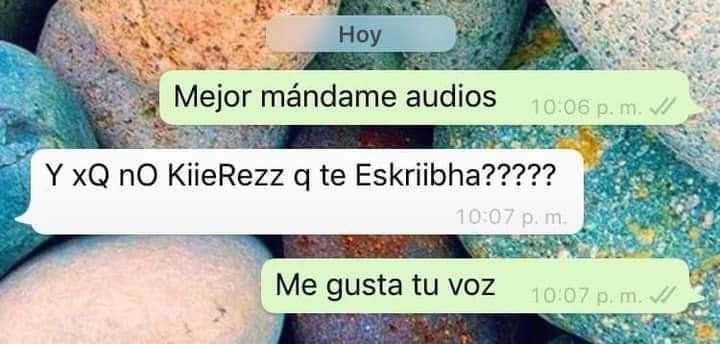 Hoy
Mejor mándame audios 10:06 p. m.
Y xQ nO KiieRezz q te Eskriibha?????
10:07 p. m.
Me gusta tu voz 10:07 p. m.